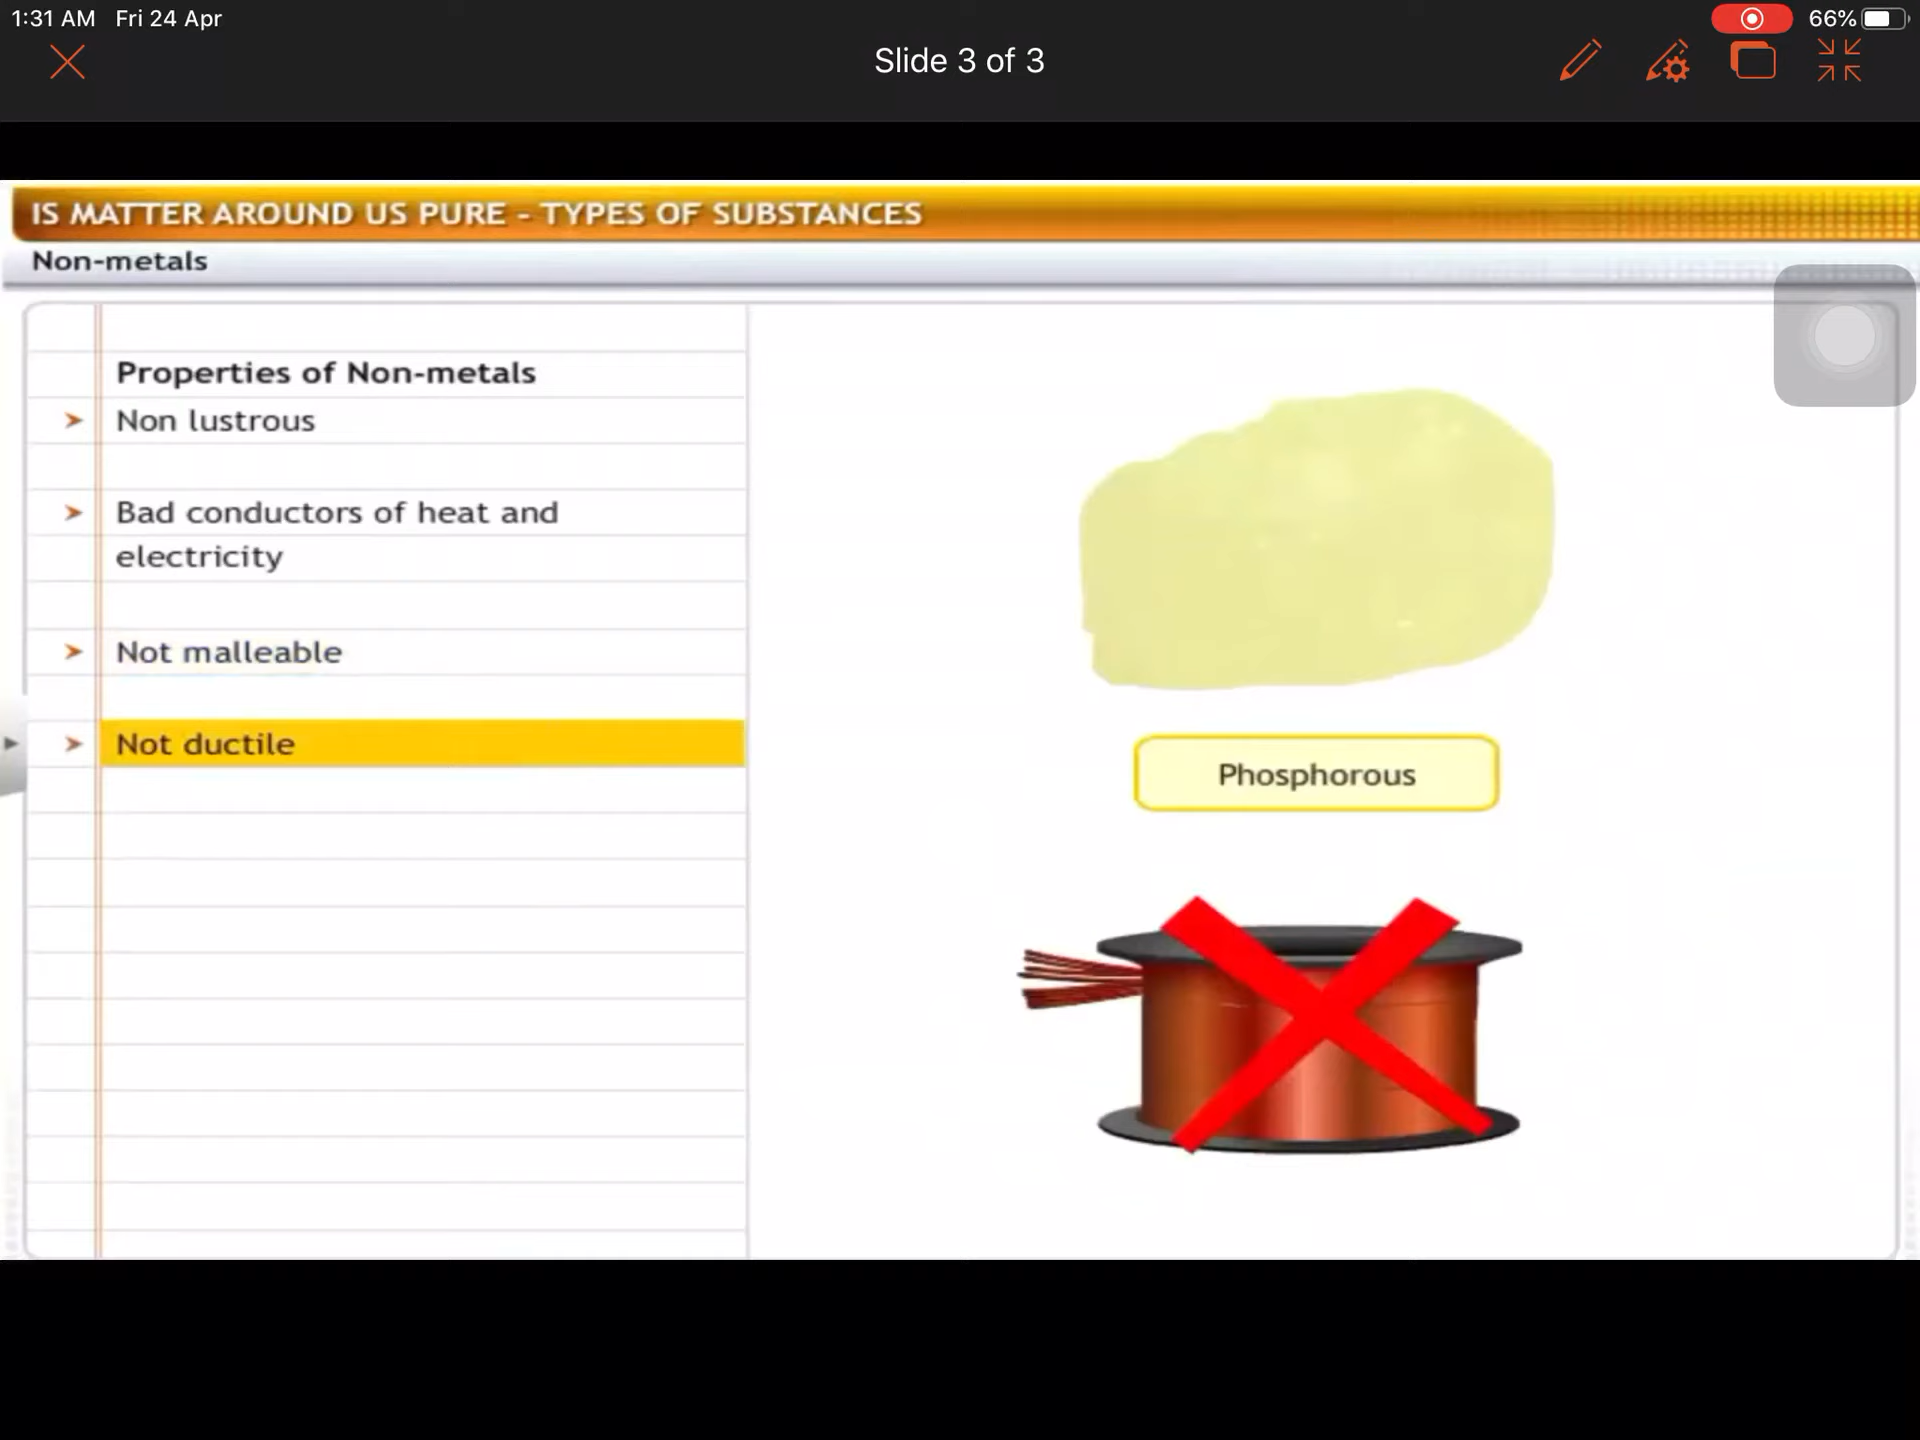 1:31 AM Fri 24 Apr
66%
Slide 3 of 3
IS MATTER AROUND US PURE - TYPES OF SUBSTANCES
Non-metals
Properties of Non-metals
Non lustrous
Bad conductors of heat and
electricity
Not malleable
Not ductile
Phosphorous